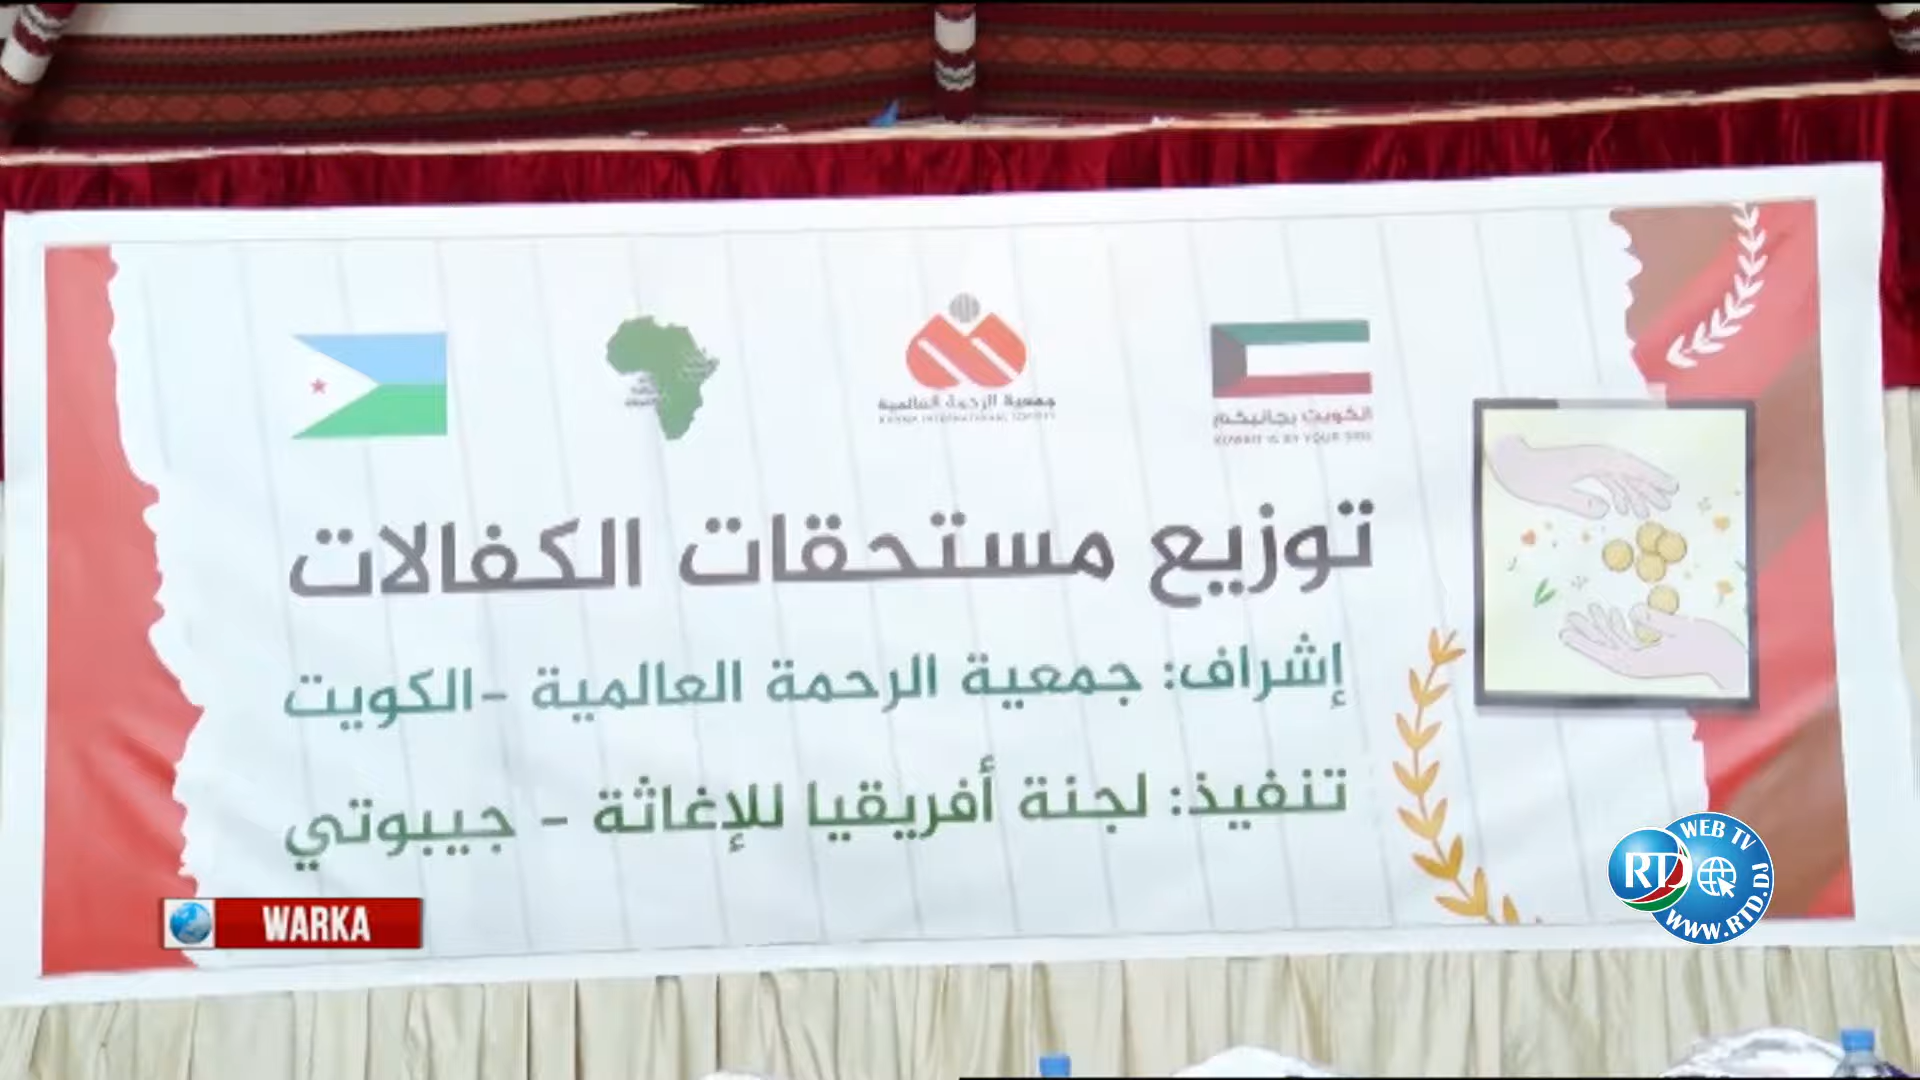 جمعية الرحمة العالمية
الكويت بجانبكم
KUWAIT IS BY YOUR SIDE
توزيع مستحقات الكفالات
إشراف: جمعية الرحمة العالمية -الكويت
تنفيذ: لجنة أفريقيا للإغاثة - جيبوتي
WARKA
RTD
WEB TV
WWW.RTD.DJ